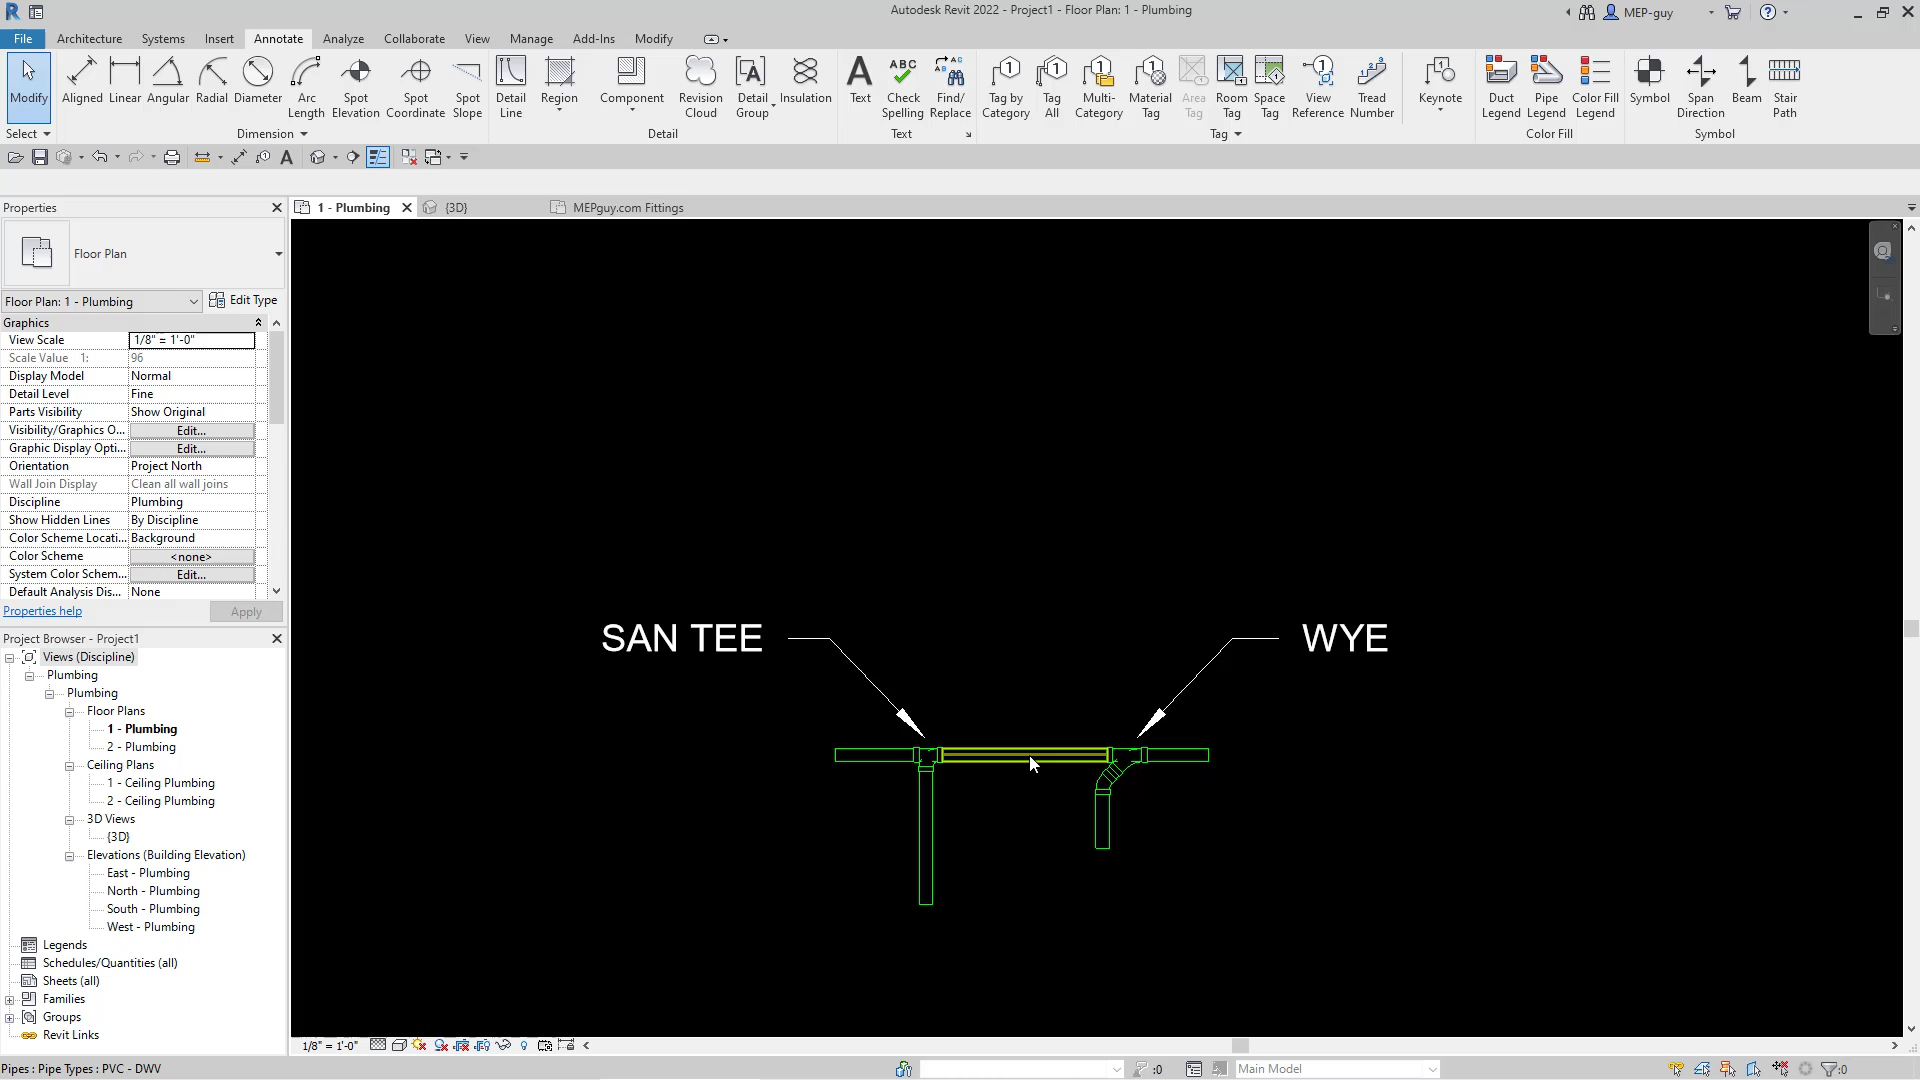 Autodesk Revit 2022 - Project1 - Floor Plan: 1 - Plumbing
MEP-guy
File Architecture Systems Insert Annotate Analyze Collaborate View Manage Add-Ins Modify
Modify
Aligned Linear Angular Radial Diameter Arc Length Spot Elevation Spot Coordinate Spot Slope
Detail Line Region Component Revision Cloud Detail Group Insulation
Text Check Spelling Find/ Replace
Tag by Category Tag All Multi- Category Material Tag Area Tag Room Tag Space Tag View Reference Tread Number
Keynote
Duct Legend Pipe Legend Color Fill Legend
Symbol Span Direction Beam Stair Path
Select Dimension Detail Text Tag Color Fill Symbol
Properties
1 - Plumbing {3D} MEPguy.com Fittings
Floor Plan
Floor Plan: 1 - Plumbing Edit Type
Graphics
View Scale 1/8" = 1'-0"
Scale Value 1: 96
Display Model Normal
Detail Level Fine
Parts Visibility Show Original
Visibility/Graphics O... Edit...
Graphic Display Opti... Edit...
Orientation Project North
Wall Join Display Clean all wall joins
Discipline Plumbing
Show Hidden Lines By Discipline
Color Scheme Locati... Background
Color Scheme <none>
System Color Schem... Edit...
Default Analysis Dis... None
Properties help Apply
Project Browser - Project1
Views (Discipline)
Plumbing
Plumbing
Floor Plans
1 - Plumbing
2 - Plumbing
Ceiling Plans
1 - Ceiling Plumbing
2 - Ceiling Plumbing
3D Views
{3D}
Elevations (Building Elevation)
East - Plumbing
North - Plumbing
South - Plumbing
West - Plumbing
Legends
Schedules/Quantities (all)
Sheets (all)
Families
Groups
Revit Links
SAN TEE WYE
1/8" = 1'-0"
Pipes : Pipe Types : PVC - DWV
:0
Main Model
:0